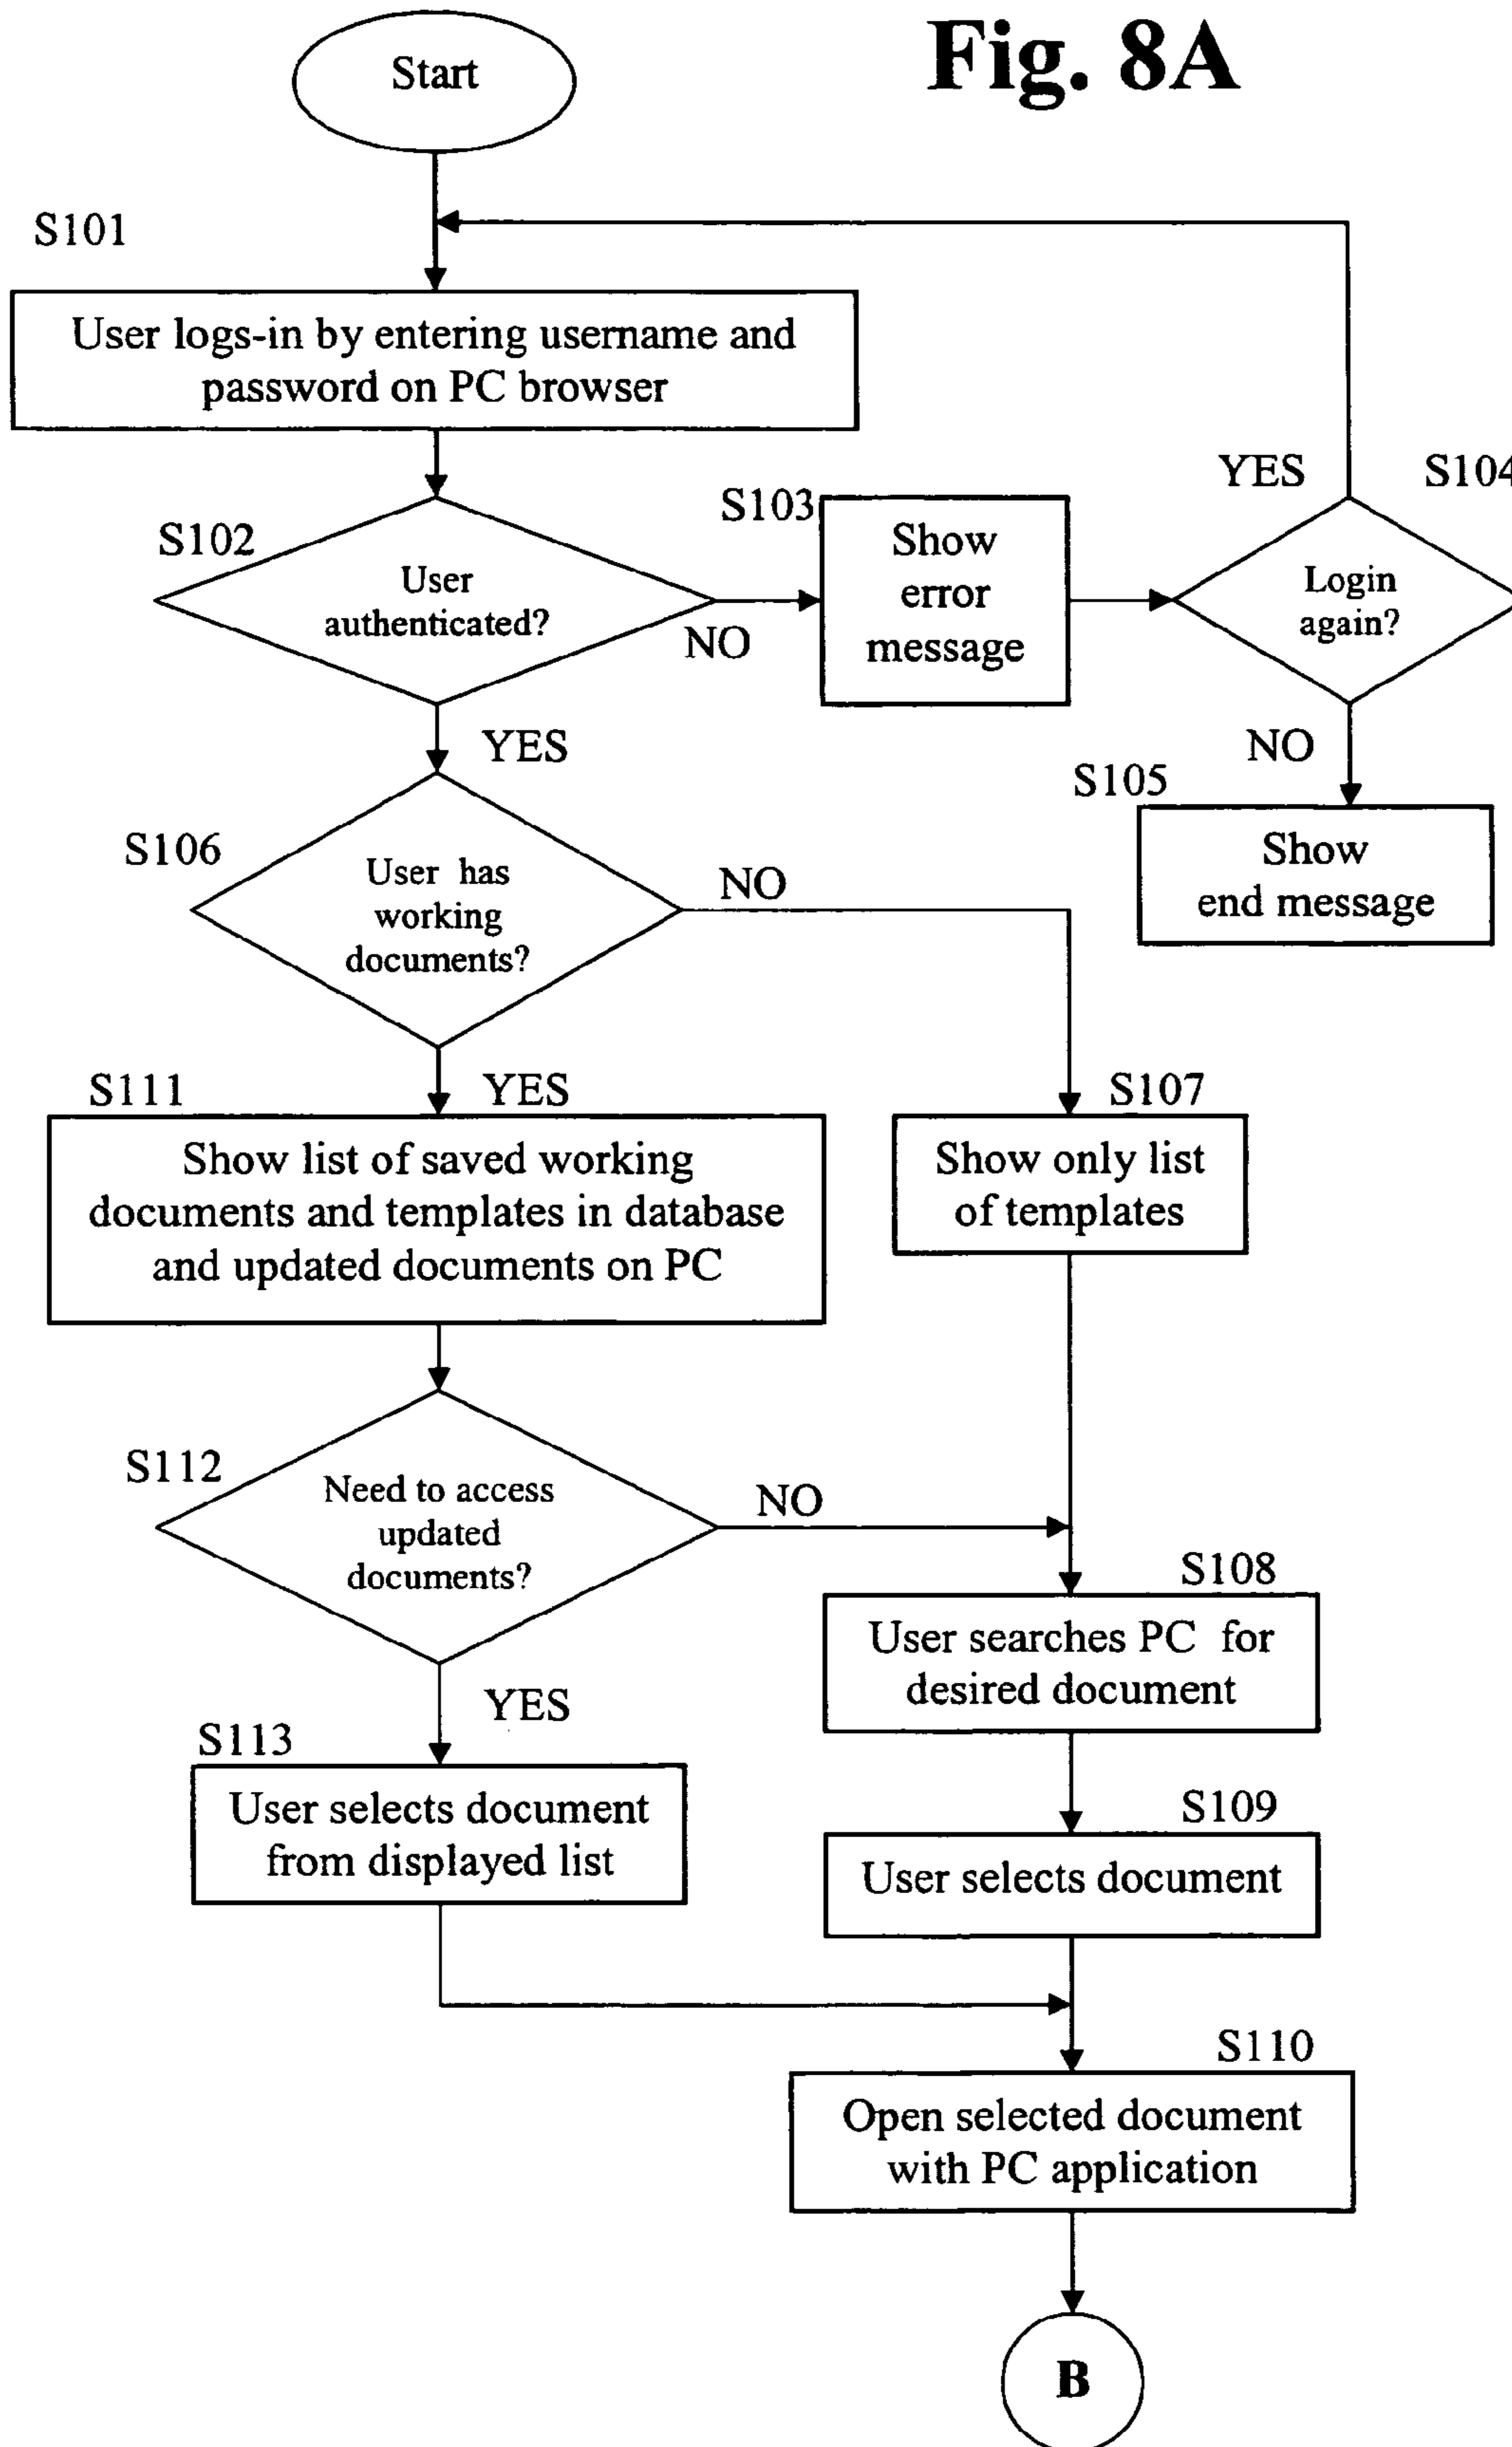 Fig. 8A
Start
S101
User logs-in by entering username and
password on PC browser
S102
User
authenticated?
NO
YES
S103
Show
error
message
YES
S104
Login
again?
NO
S105
Show
end message
S106
User has
working
documents?
NO
YES
S111
Show list of saved working
documents and templates in database
and updated documents on PC
S107
Show only list
of templates
S112
Need to access
updated
documents?
NO
YES
S108
User searches PC for
desired document
S113
User selects document
from displayed list
S109
User selects document
S110
Open selected document
with PC application
B